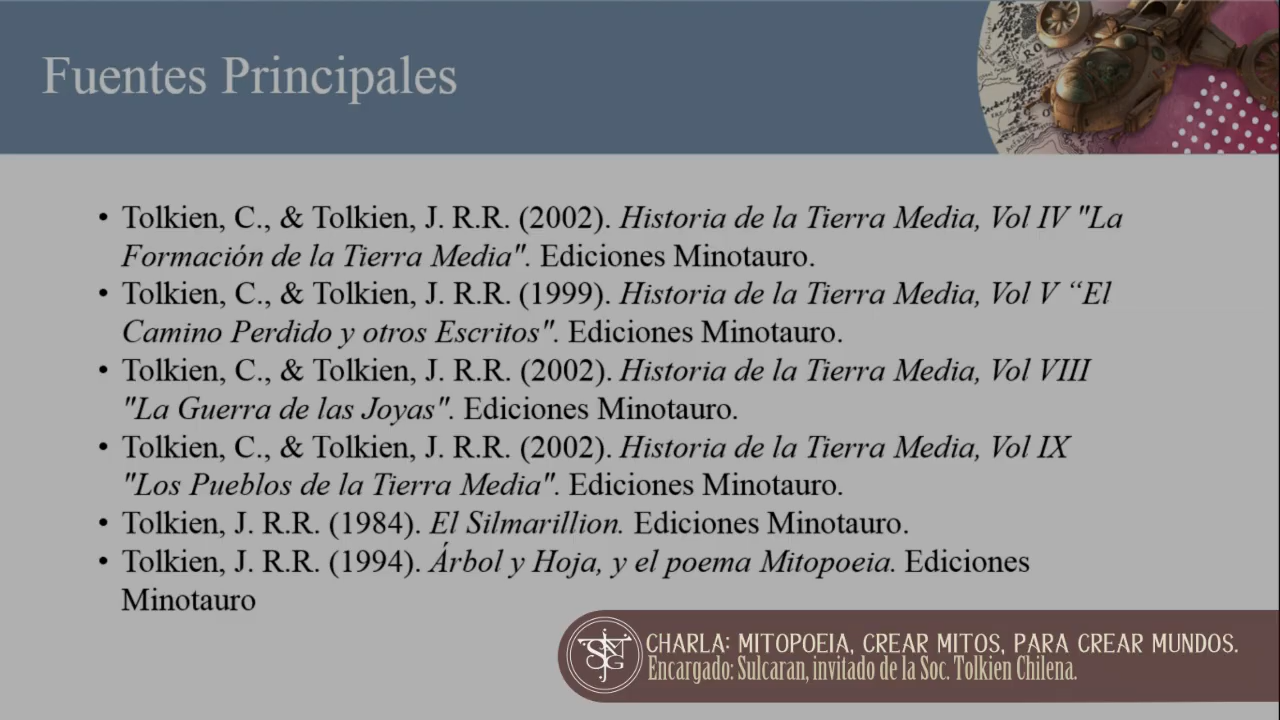 Fuentes Principales
• Tolkien, C., & Tolkien, J. R.R. (2002). Historia de la Tierra Media, Vol IV "La
Formación de la Tierra Media". Ediciones Minotauro.
• Tolkien, C., & Tolkien, J. R.R. (1999). Historia de la Tierra Media, Vol V “El
Camino Perdido y otros Escritos". Ediciones Minotauro.
• Tolkien, C., & Tolkien, J. R.R. (2002). Historia de la Tierra Media, Vol VIII
"La Guerra de las Joyas". Ediciones Minotauro.
• Tolkien, C., & Tolkien, J. R.R. (2002). Historia de la Tierra Media, Vol IX
"Los Pueblos de la Tierra Media". Ediciones Minotauro.
• Tolkien, J. R.R. (1984). El Silmarillion. Ediciones Minotauro.
• Tolkien, J. R.R. (1994). Árbol y Hoja, y el poema Mitopoeia. Ediciones
Minotauro
CHARLA: MITOPOEIA, CREAR MITOS, PARA CREAR MUNDOS.
Encargado: Sulcaran, invitado de la Soc. Tolkien Chilena.